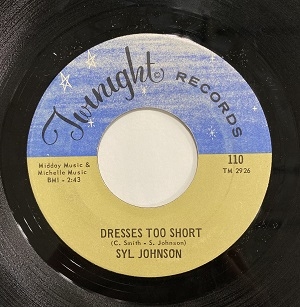 Twinight
RECORDS
Midday Music &
Michelle Music
BMI - 2:43
110
TM 2926
DRESSES TOO SHORT
(C. Smith - S. Johnson)
SYL JOHNSON